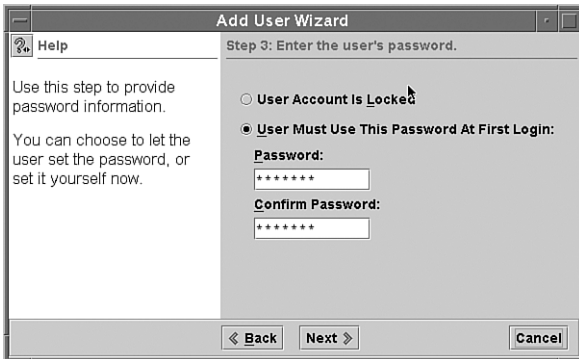 Add User Wizard
Help
Step 3: Enter the user's password.
Use this step to provide
password information.
You can choose to let the
user set the password, or
set it yourself now.
User Account Is Locked
User Must Use This Password At First Login:
Password:
*******
Confirm Password:
*******
Back
Next
Cancel